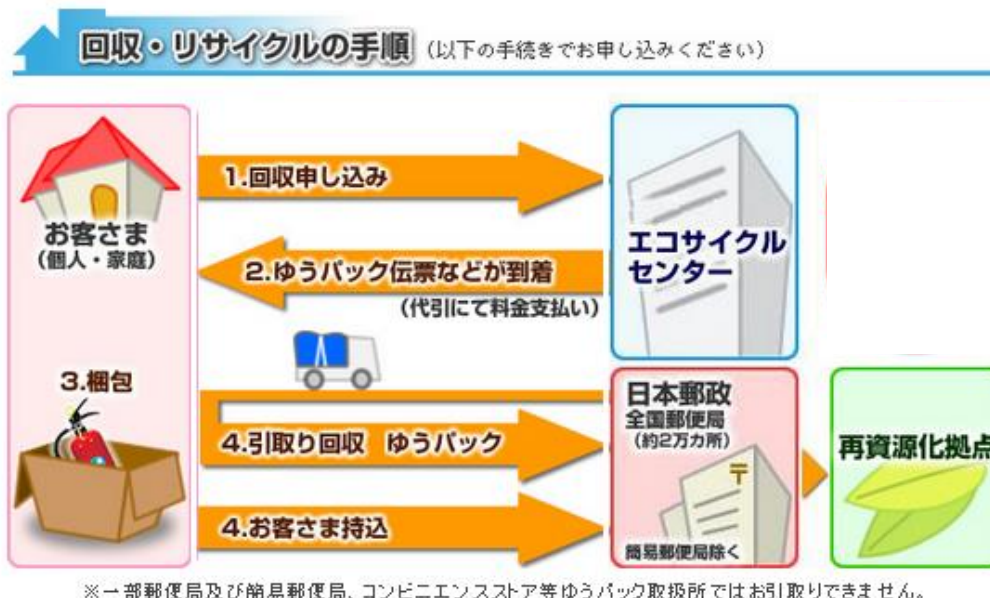 回収・リサイクルの手順 (以下の手続きでお申し込みください)
お客さま
(個人・家庭)
1.回収申し込み
エコサイクル
センター
2.ゆうパック伝票などが到着
(代引にて料金支払い)
3.梱包
4.引取り回収 ゆうパック
4.お客さま持込
日本郵政
全国郵便局
(約2万カ所)
〒
簡易郵便局除く
再資源化拠点
※一部郵便局及び簡易郵便局、コンビニエンスストア等ゆうパック取扱所ではお引取りできません。